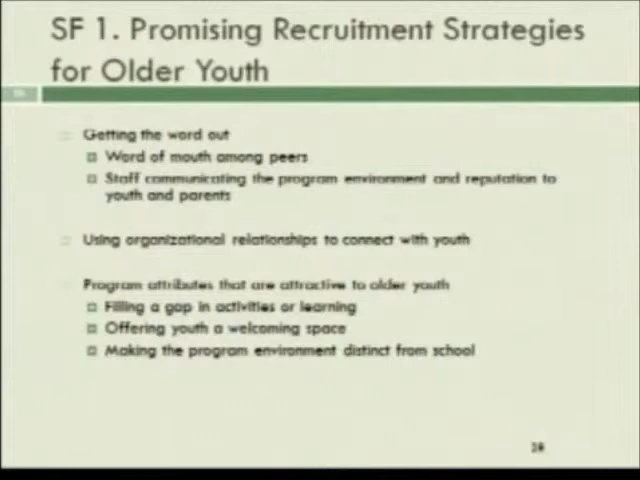 SF 1. Promising Recruitment Strategies
for Older Youth
Getting the word out
Word of mouth among peers
Staff communicating the program environment and reputation to
youth and parents
Using organizational relationships to connect with youth
Program attributes that are attractive to older youth
Filling a gap in activities or learning
Offering youth a welcoming space
Making the program environment distinct from school
28